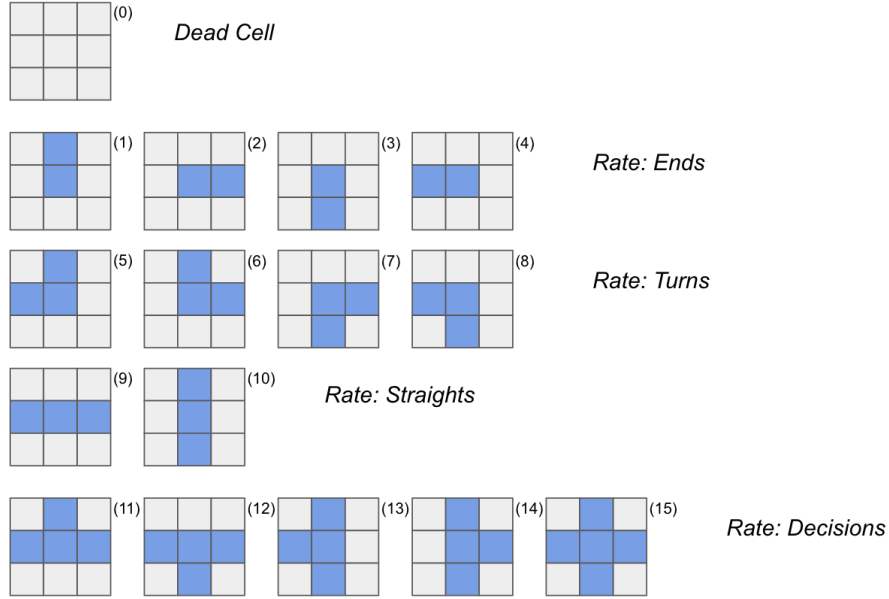 (0)
Dead Cell
(1) (2) (3) (4)
Rate: Ends
(5) (6) (7) (8)
Rate: Turns
(9) (10)
Rate: Straights
(11) (12) (13) (14) (15)
Rate: Decisions